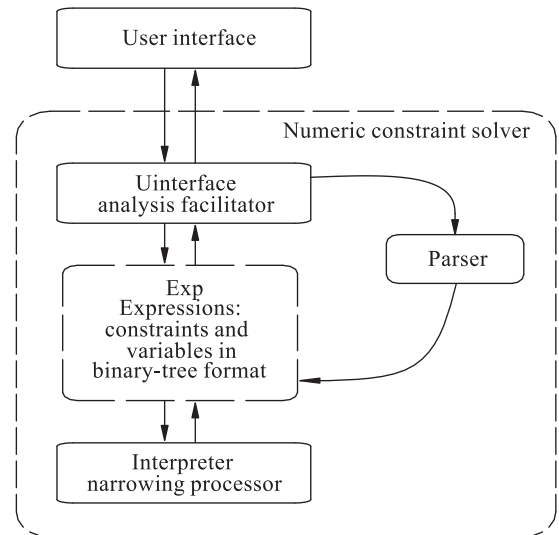 User interface
Numeric constraint solver
Uinterface
analysis facilitator
Parser
Exp
Expressions:
constraints and
variables in
binary-tree format
Interpreter
narrowing processor